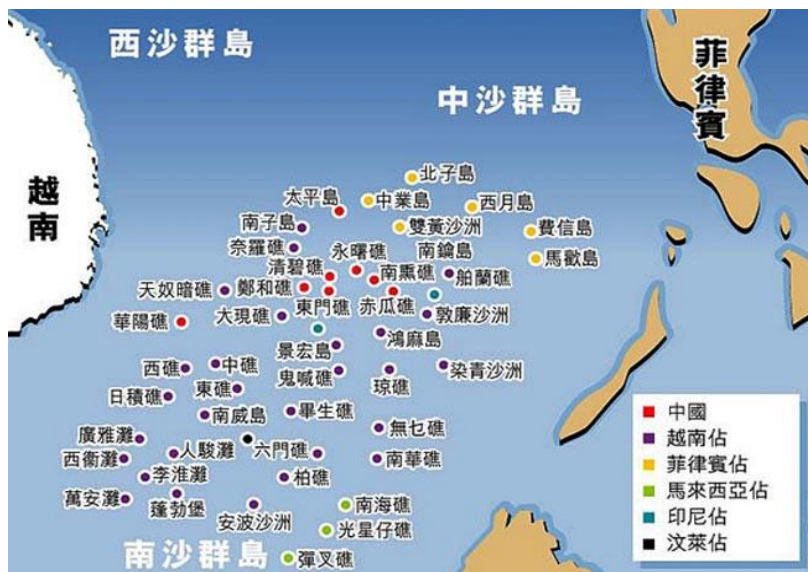 西沙群島
中沙群島
菲律賓
越南
北子島
太平島
中業島
西月島
南子島
雙黃沙洲
費信島
奈羅礁
永曙礁
南鑰島
馬歡島
清碧礁
南熏礁
舶蘭礁
天奴暗礁
鄭和礁
東門礁
赤瓜礁
敦廉沙洲
華陽礁
大現礁
鴻麻島
景宏島
西礁
中礁
鬼喊礁
瓊礁
染青沙洲
日積礁
東礁
南威島
畢生礁
無乜礁
廣雅灘
人駿灘
六門礁
南華礁
西衞灘
李淮灘
柏礁
萬安灘
蓬勃堡
安波沙洲
南海礁
光星仔礁
南沙群島
彈叉礁
中國
越南佔
菲律賓佔
馬來西亞佔
印尼佔
汶萊佔